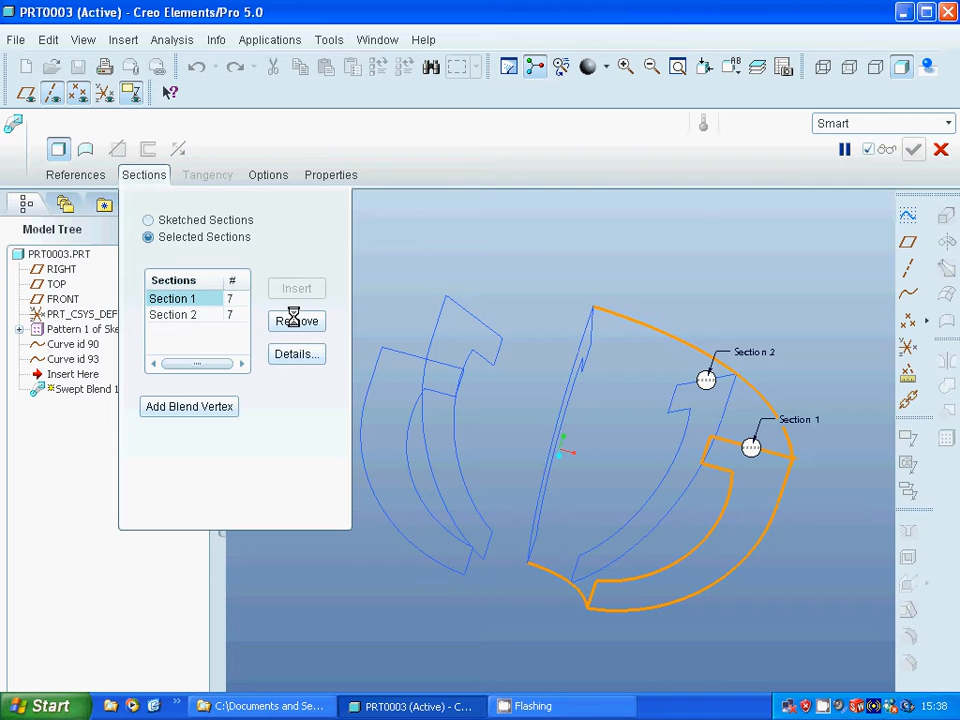 PRT0003 (Active) - Creo Elements/Pro 5.0
File Edit View Insert Analysis Info Applications Tools Window Help
Smart
References Sections Tangency Options Properties
Model Tree
PRT0003.PRT
RIGHT
TOP
FRONT
PRT_CSYS_DEF
Pattern 1 of Ske
Curve id 90
Curve id 93
Insert Here
Swept Blend 1
Sketched Sections
Selected Sections
Sections #
Section 1 7
Section 2 7
Insert
Remove
Details...
Add Blend Vertex
Section 2
Section 1
Start
C:\Documents and Se...
PRT0003 (Active) - C...
Flashing
15:38